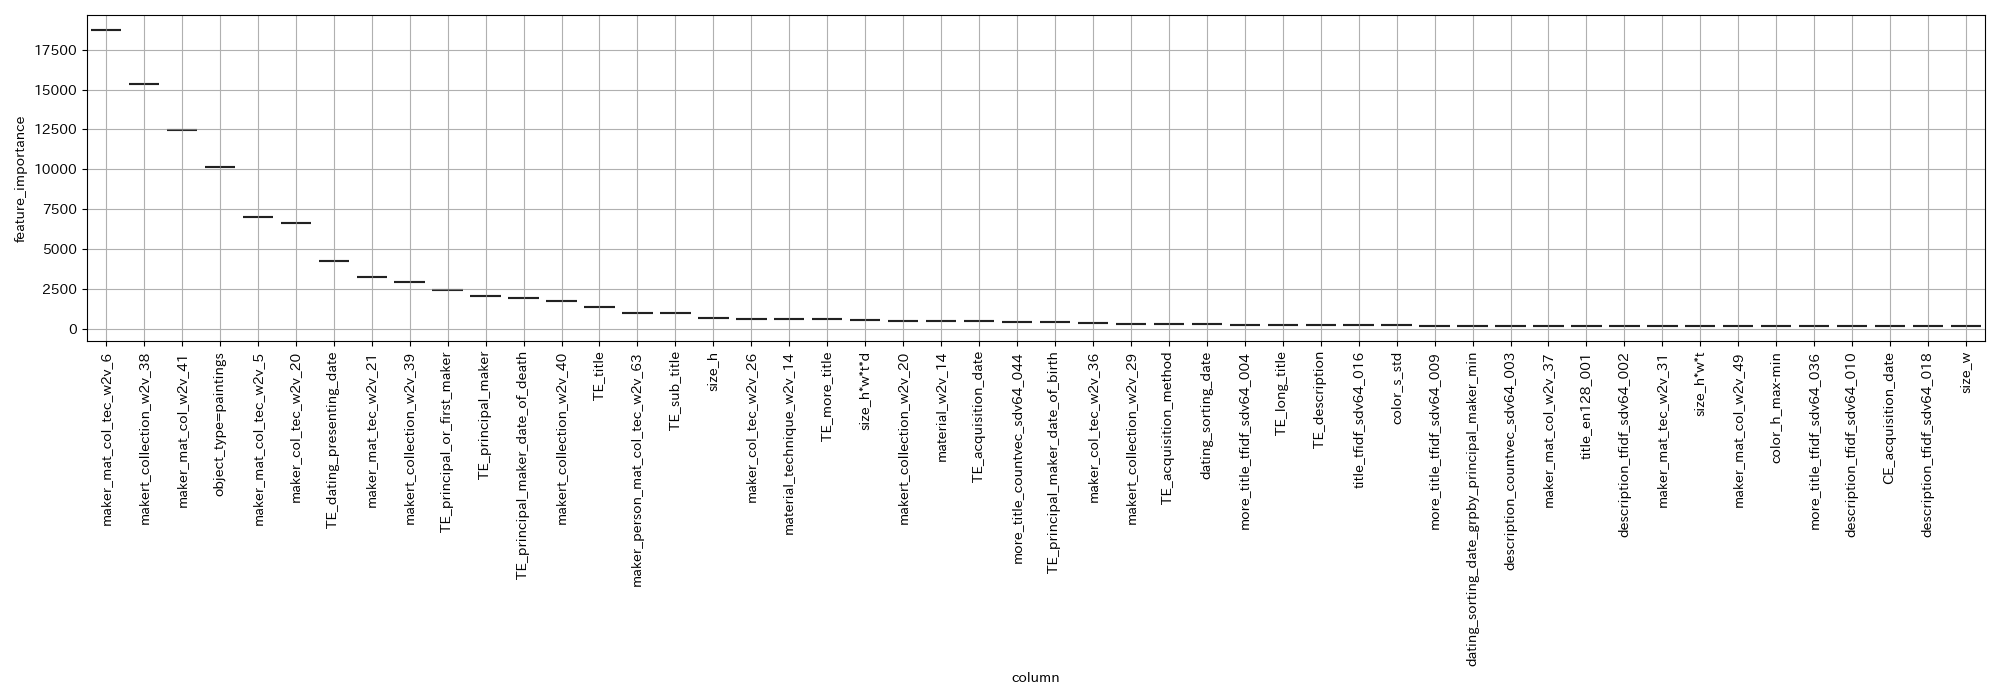 feature_importance
17500
15000
12500
10000
7500
5000
2500
0
maker_mat_col_tec_w2v_6
makert_collection_w2v_38
maker_mat_col_w2v_41
object_type=paintings
maker_mat_col_tec_w2v_5
maker_col_tec_w2v_20
TE_dating_presenting_date
maker_mat_tec_w2v_21
makert_collection_w2v_39
TE_principal_or_first_maker
TE_principal_maker
TE_principal_maker_date_of_death
makert_collection_w2v_40
TE_title
maker_person_mat_col_tec_w2v_63
TE_sub_title
size_h
maker_col_tec_w2v_26
material_technique_w2v_14
TE_more_title
size_h*w*t*d
makert_collection_w2v_20
material_w2v_14
TE_acquisition_date
more_title_countvec_sdv64_044
TE_principal_maker_date_of_birth
maker_col_tec_w2v_36
makert_collection_w2v_29
TE_acquisition_method
dating_sorting_date
more_title_tfidf_sdv64_004
TE_long_title
TE_description
title_tfidf_sdv64_016
color_s_std
more_title_tfidf_sdv64_009
dating_sorting_date_grpby_principal_maker_min
description_countvec_sdv64_003
maker_mat_col_w2v_37
title_en128_001
description_tfidf_sdv64_002
maker_mat_tec_w2v_31
size_h*w*t
maker_mat_col_w2v_49
color_h_max-min
more_title_tfidf_sdv64_036
description_tfidf_sdv64_010
CE_acquisition_date
description_tfidf_sdv64_018
size_w
column